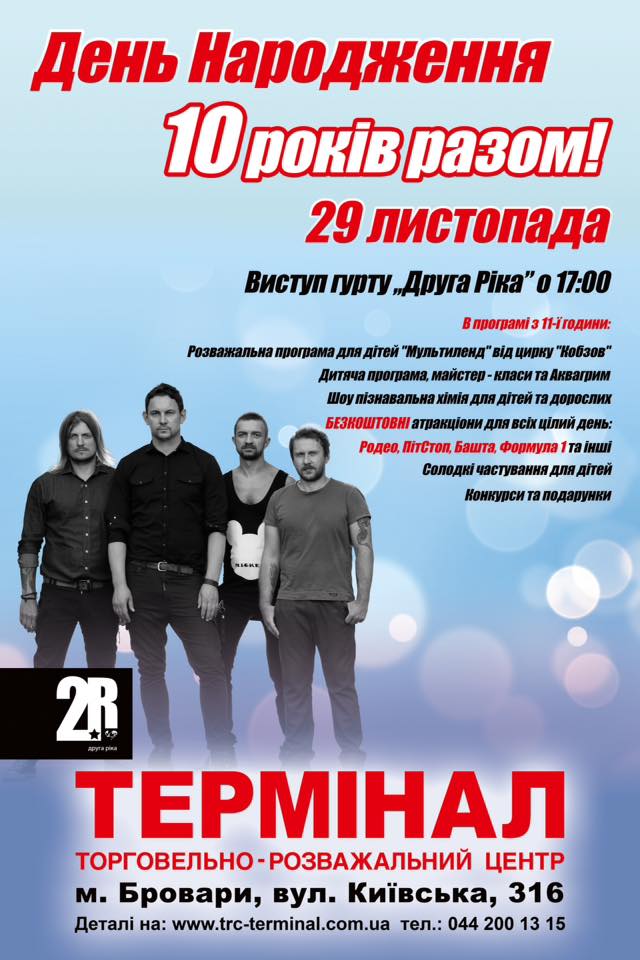 День Народження
10 років разом!
29 листопада
Виступ гурту „Друга Ріка” о 17:00
В програмі з 11-ї години:
Розважальна програма для дітей "Мультиленд" від цирку "Кобзов"
Дитяча програма, майстер - класи та Аквагрим
Шоу пізнавальна хімія для дітей та дорослих
БЕЗКОШТОВНІ атракціони для всіх цілий день:
Родео, ПітСтоп, Башта, Формула 1 та інші
Солодкі частування для дітей
Конкурси та подарунки
2R
друга ріка
ТЕРМІНАЛ
ТОРГОВЕЛЬНО-РОЗВАЖАЛЬНИЙ ЦЕНТР
м. Бровари, вул. Київська, 316
Деталі на: www.trc-terminal.com.ua тел.: 044 200 13 15